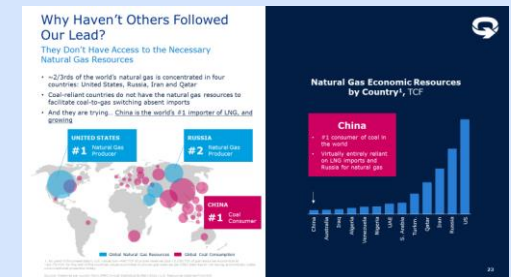 Why Haven't Others Followed
Our Lead?
They Don't Have Access to the Necessary
Natural Gas Resources
• ~2/3rds of the world's natural gas is concentrated in four
countries: United States, Russia, Iran and Qatar
• Coal-reliant countries do not have the natural gas resources to
facilitate coal-to-gas switching absent imports
• And they are trying... China is the world's #1 importer of LNG, and
growing
UNITED STATES
#1 Natural Gas
Producer
RUSSIA
#2 Natural Gas
Producer
CHINA
#1 Coal
Consumer
Global Natural Gas Resources
Global Coal Consumption
Natural Gas Economic Resources
by Country¹, TCF
China
• #1 consumer of coal in
the world
• Virtually entirely reliant
on LNG imports and
Russia for natural gas
China
Australia
Iraq
Algeria
Venezuela
Nigeria
UAE
S. Arabia
Turkm.
Qatar
Iran
Russia
US
23